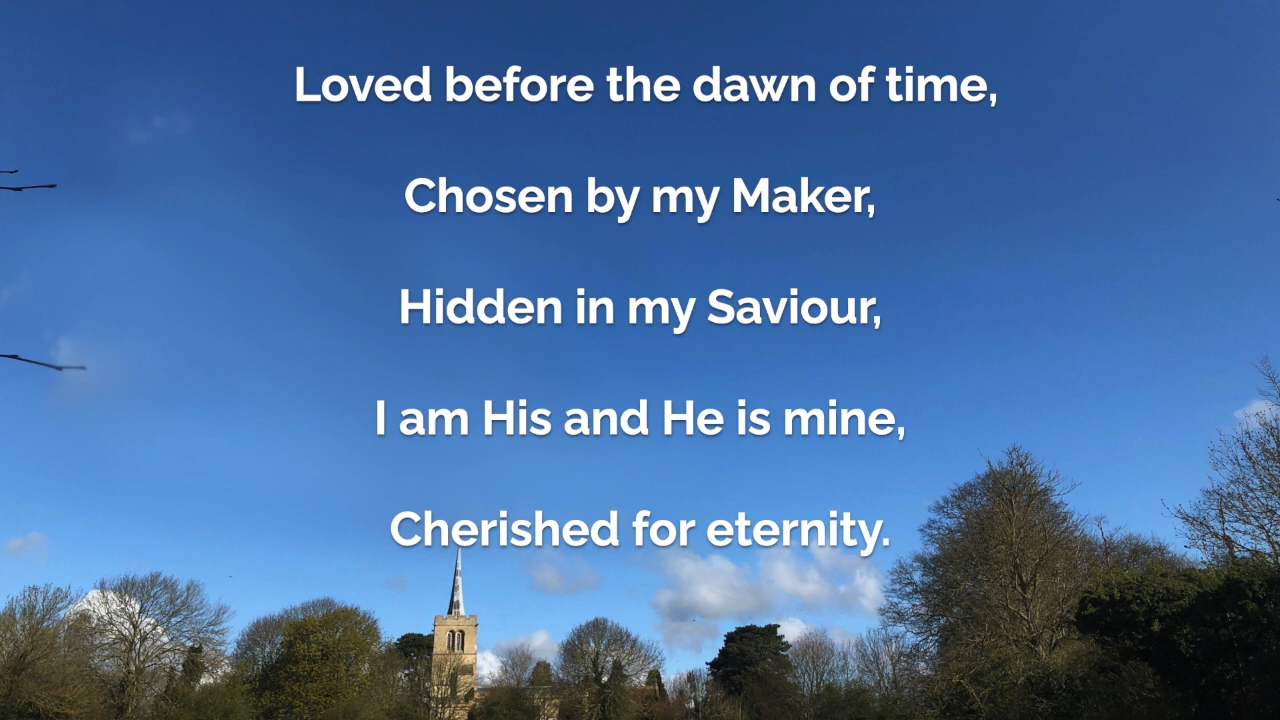 Loved before the dawn of time,
Chosen by my Maker,
Hidden in my Saviour,
I am His and He is mine,
Cherished for eternity.